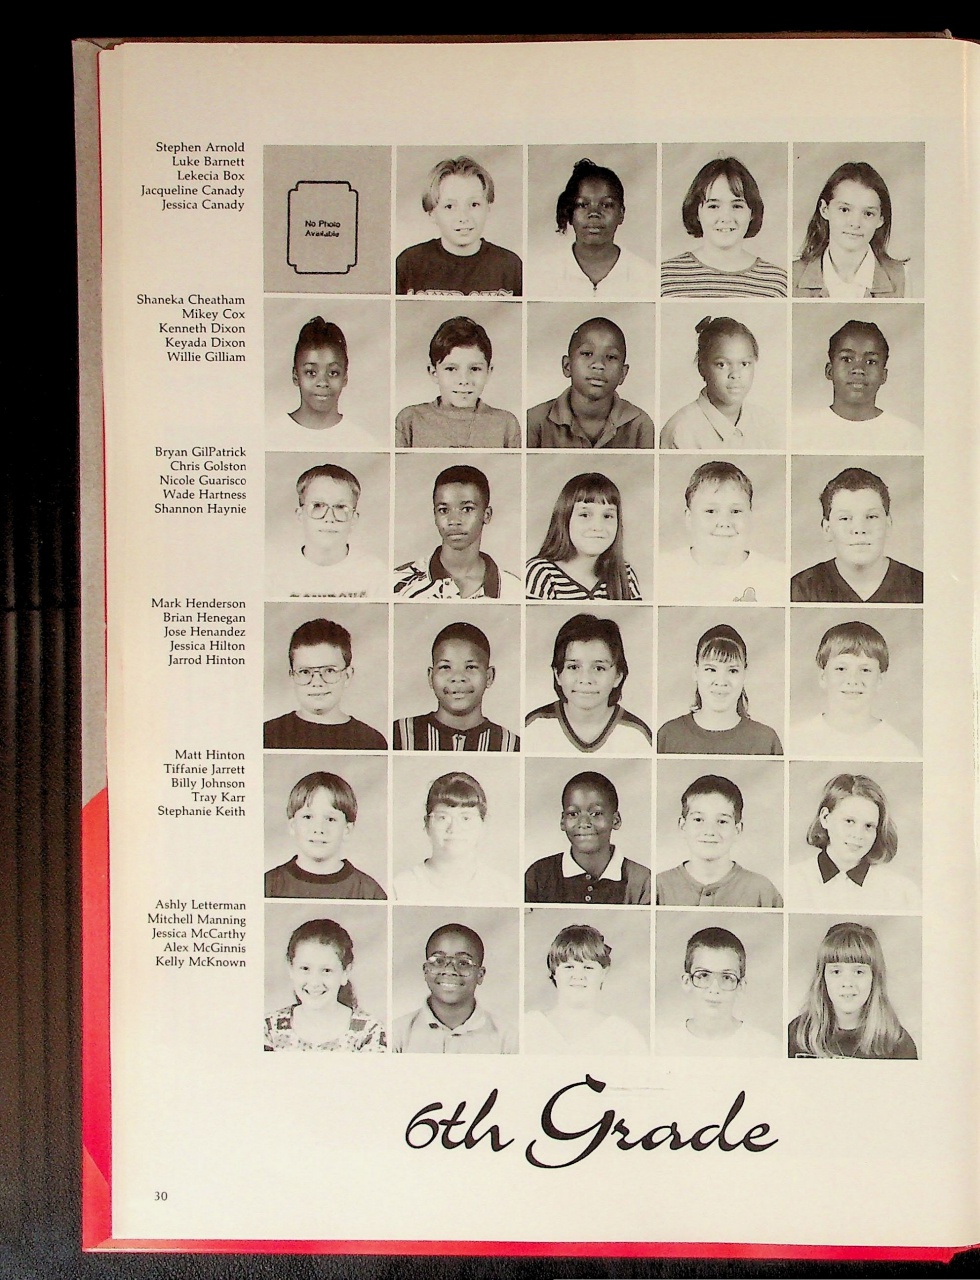 Stephen Arnold
Luke Barnett
Lekecia Box
Jacqueline Canady
Jessica Canady
No Photo
Available
Shaneka Cheatham
Mikey Cox
Kenneth Dixon
Keyada Dixon
Willie Gilliam
Bryan GilPatrick
Chris Golston
Nicole Guarisco
Wade Hartness
Shannon Haynie
Mark Henderson
Brian Henegan
Jose Henandez
Jessica Hilton
Jarrod Hinton
Matt Hinton
Tiffanie Jarrett
Billy Johnson
Tray Karr
Stephanie Keith
Ashly Letterman
Mitchell Manning
Jessica McCarthy
Alex McGinnis
Kelly McKnown
6th Grade
30